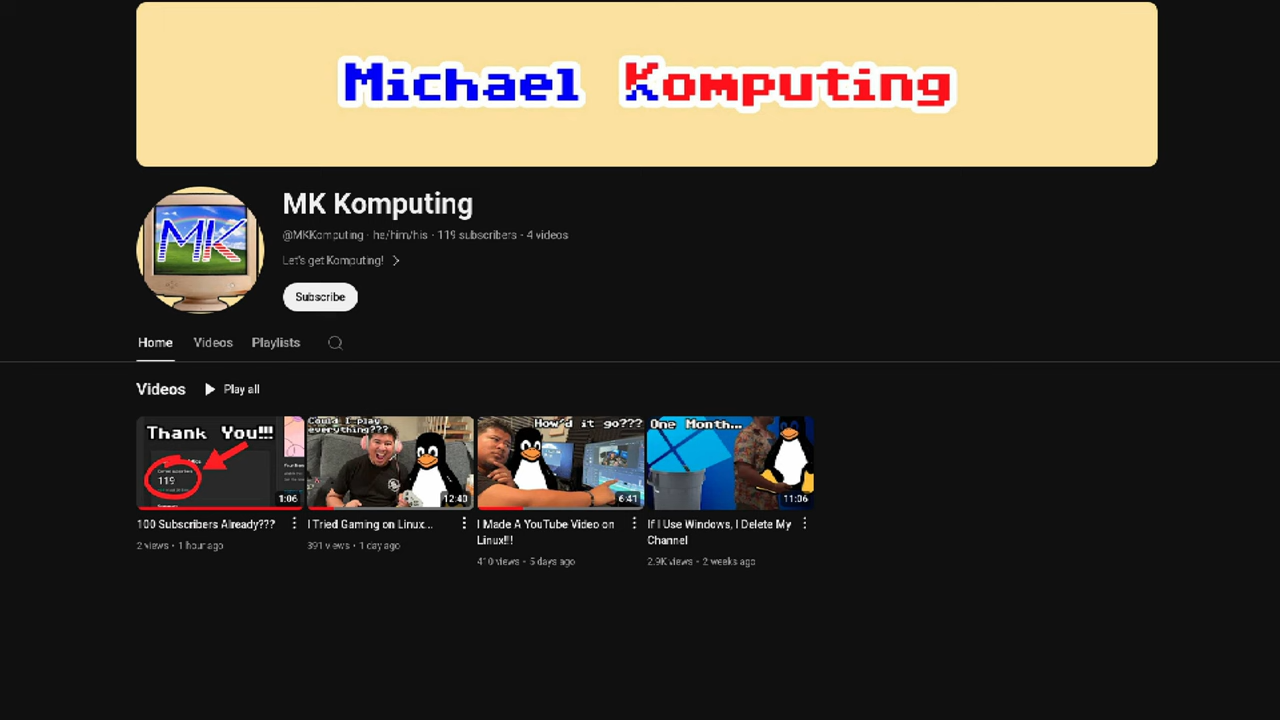 Michael Komputing
MK
MK Komputing
@MKKomputing · he/him/his · 119 subscribers · 4 videos
Let's get Komputing!
Subscribe
Home Videos Playlists
Videos Play all
Thank You!!!
119
1:06
Could I play
everything???
12:40
How'd it go???
6:41
One Month...
11:06
100 Subscribers Already???
2 views · 1 hour ago
I Tried Gaming on Linux...
391 views · 1 day ago
I Made A YouTube Video on
Linux!!!
410 views · 5 days ago
If I Use Windows, I Delete My
Channel
2.9K views · 2 weeks ago